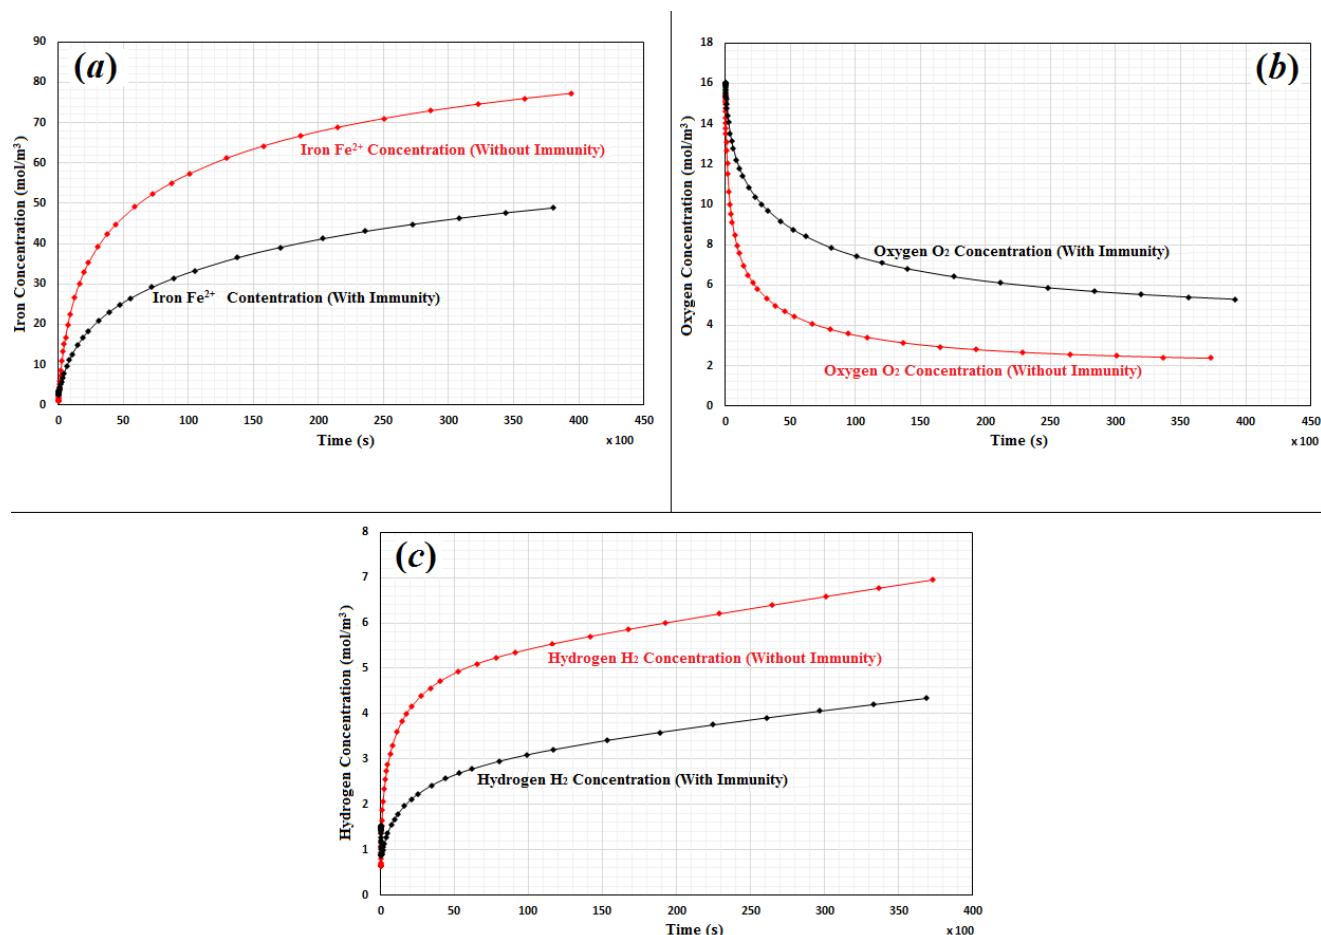 (a)
Iron Concentration (mol/m³)
90
80
70
60
50
40
30
20
10
0
Iron Fe²⁺ Concentration (Without Immunity)
Iron Fe²⁺ Contentration (With Immunity)
0 50 100 150 200 250 300 350 400 450
Time (s)
x 100
(b)
Oxygen Concentration (mol/m³)
18
16
14
12
10
8
6
4
2
0
Oxygen O₂ Concentration (With Immunity)
Oxygen O₂ Concentration (Without Immunity)
0 50 100 150 200 250 300 350 400 450
Time (s)
x 100
(c)
Hydrogen Concentration (mol/m³)
8
7
6
5
4
3
2
1
0
Hydrogen H₂ Concentration (Without Immunity)
Hydrogen H₂ Concentration (With Immunity)
0 50 100 150 200 250 300 350 400
Time (s)
x 100